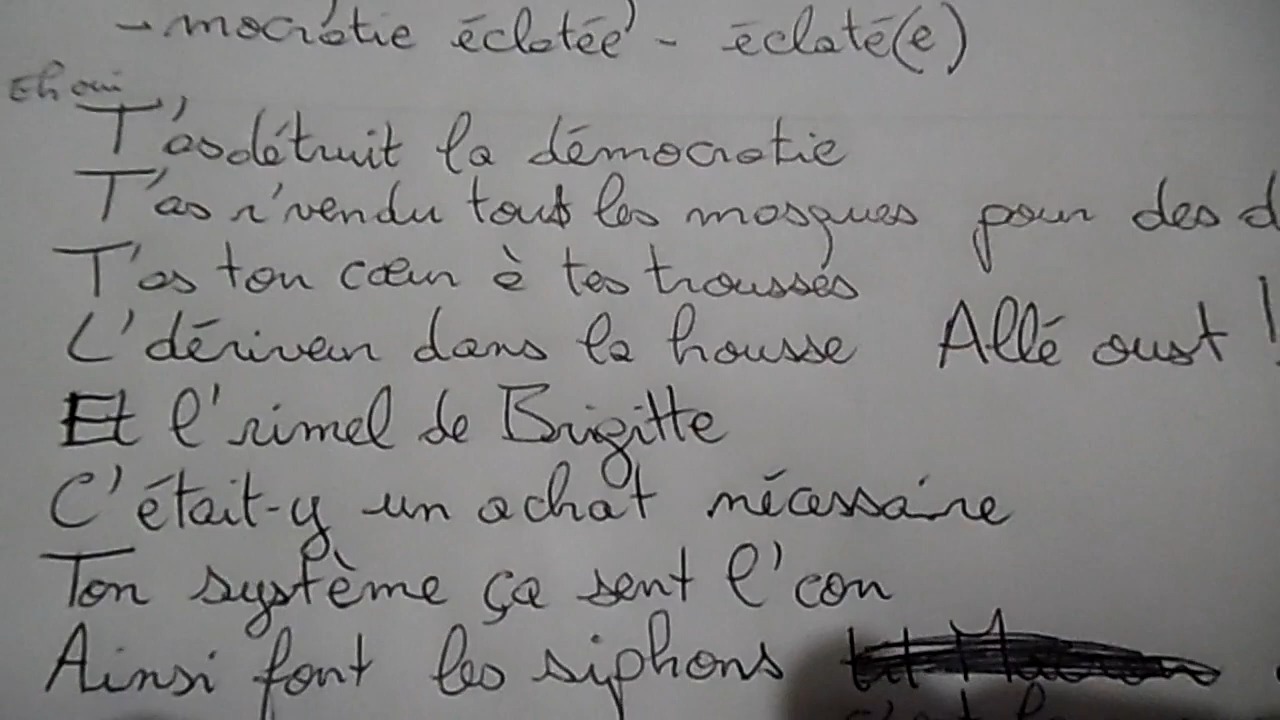 -mocratie éclatée - éclaté(e)
Eh oui
T'as détruit la démocratie
T'as r'vendu tout les masques pour des d
T'as ton cœur à tes trousses
L'dériveur dans la housse Allé oust !
Et l'rimel de Brigitte
C'était-y un achat nécessaire
Ton système ça sent l'con
Ainsi font les siphons